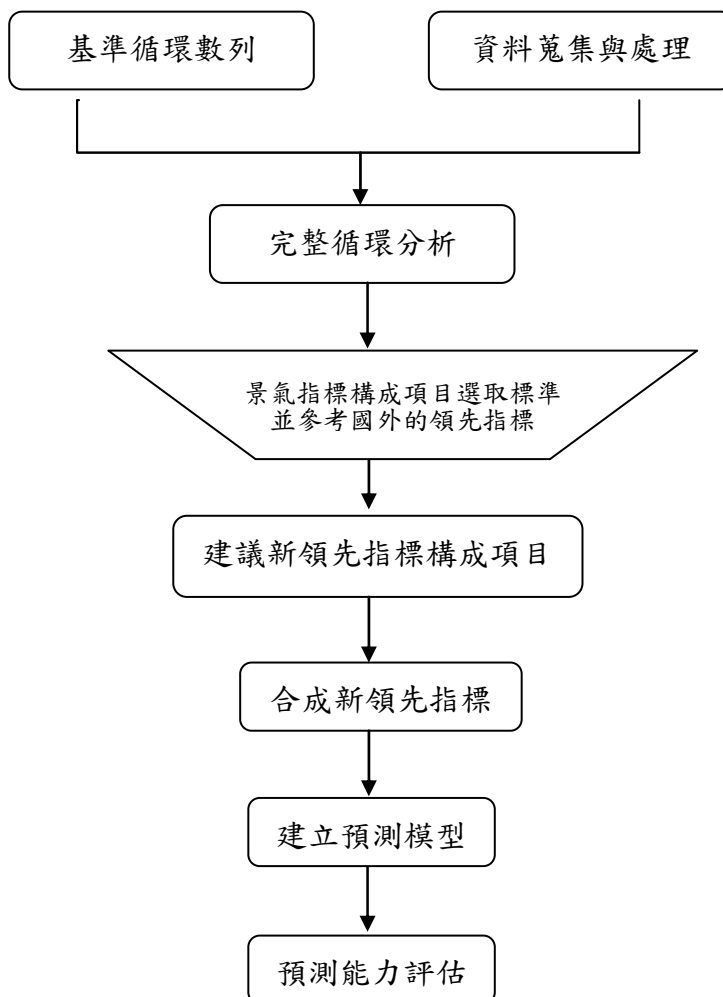 基準循環數列
資料蒐集與處理
完整循環分析
景氣指標構成項目選取標準
並參考國外的領先指標
建議新領先指標構成項目
合成新領先指標
建立預測模型
預測能力評估